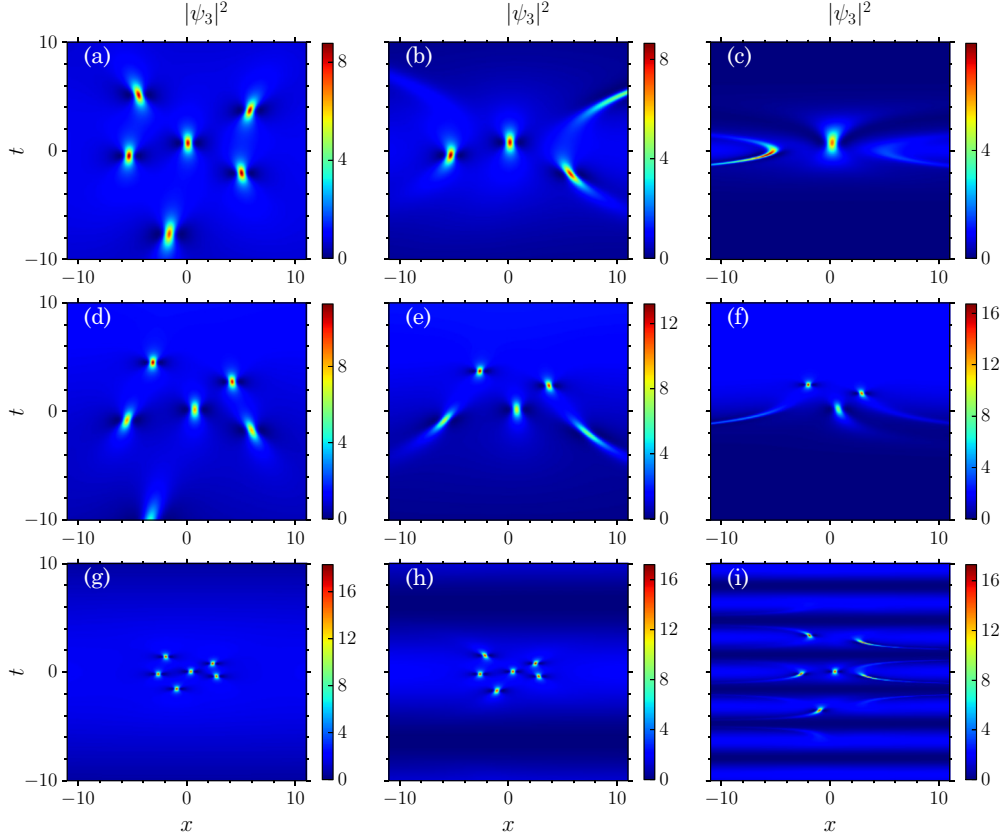 |ψ₃|² |ψ₃|² |ψ₃|²
10 (a) 8 (b) 8 (c)
t 0 4 4 4
−10 0 0 0
−10 0 10 −10 0 10 −10 0 10
10 (d) 8 (e) 12 (f) 16
12
t 0 4 8 8
4 4
−10 0 0 0
−10 0 10 −10 0 10 −10 0 10
10 (g) 16 (h) 16 (i) 16
12 12 12
t 0 8 8 8
4 4 4
−10 0 0 0
−10 0 10 −10 0 10 −10 0 10
x x x